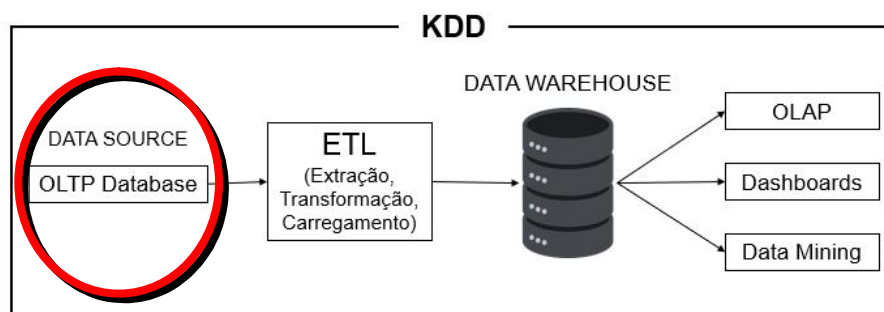 KDD
DATA SOURCE
OLTP Database
ETL
(Extração,
Transformação,
Carregamento)
DATA WAREHOUSE
OLAP
Dashboards
Data Mining